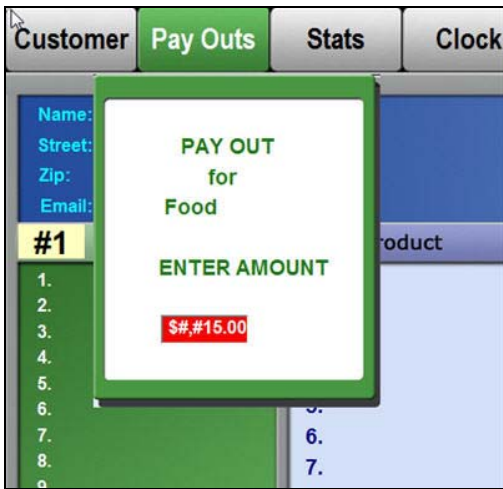 Customer Pay Outs Stats Clock
Name:
Street:
Zip:
Email:
PAY OUT
for
Food
ENTER AMOUNT
$#,#15.00
#1
1.
2.
3.
4.
5.
6.
7.
8.
6.
7.